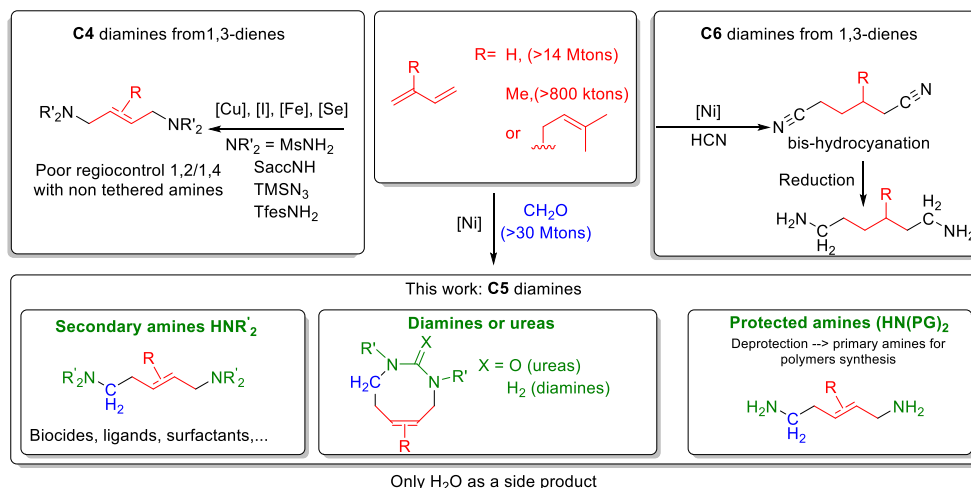 C4 diamines from1,3-dienes
R
R'2N
NR'2
[Cu], [I], [Fe], [Se]
NR'2 = MsNH2
SaccNH
TMSN3
TfesNH2
Poor regiocontrol 1,2/1,4
with non tethered amines
R
R= H, (>14 Mtons)
Me,(>800 ktons)
or
[Ni]
CH2O
(>30 Mtons)
C6 diamines from 1,3-dienes
[Ni]
HCN
R
N
CN
bis-hydrocyanation
Reduction
H2N
C
H2
R
H2
C
NH2
This work: C5 diamines
Secondary amines HNR'2
R
R'2N
C
H2
NR'2
Biocides, ligands, surfactants,...
Diamines or ureas
X
R'
N
H2C
N
R'
R
X = O (ureas)
H2 (diamines)
Protected amines (HN(PG)2
Deprotection --> primary amines for
polymers synthesis
R
NH2
C
H2
NH2
Only H2O as a side product